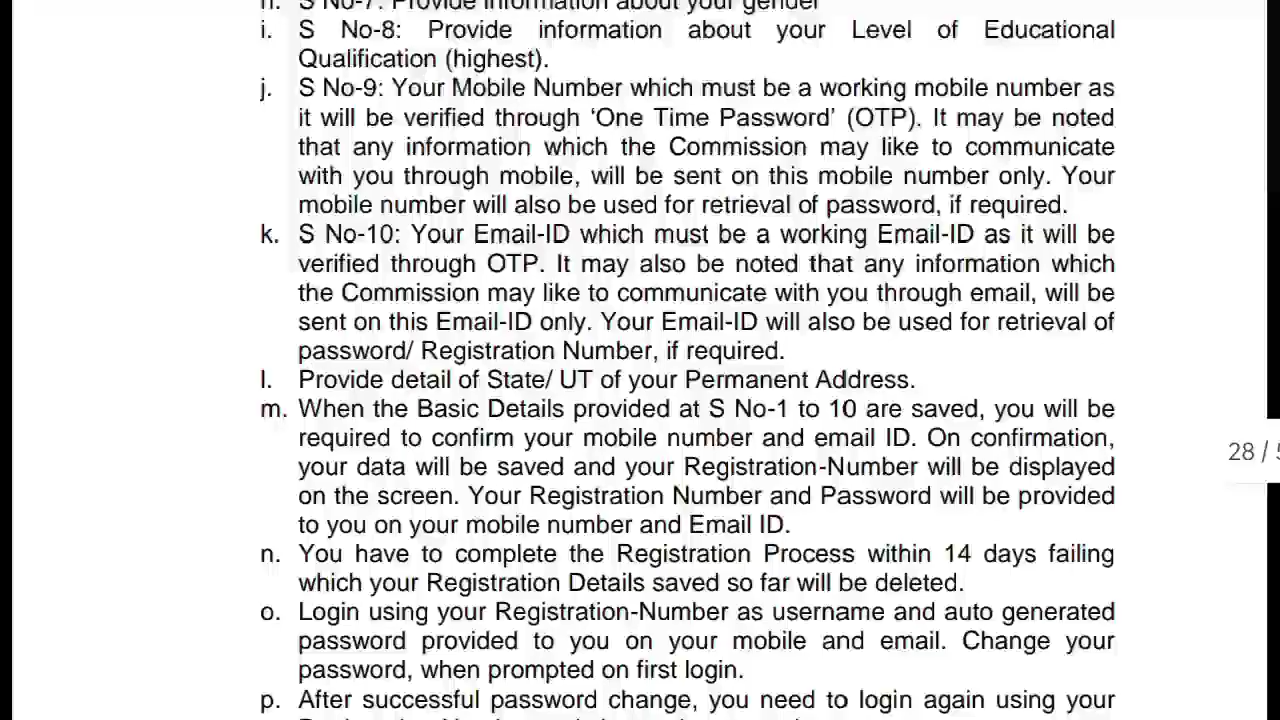 h. S No-7: Provide information about your gender
i. S No-8: Provide information about your Level of Educational
Qualification (highest).
j. S No-9: Your Mobile Number which must be a working mobile number as
it will be verified through ‘One Time Password’ (OTP). It may be noted
that any information which the Commission may like to communicate
with you through mobile, will be sent on this mobile number only. Your
mobile number will also be used for retrieval of password, if required.
k. S No-10: Your Email-ID which must be a working Email-ID as it will be
verified through OTP. It may also be noted that any information which
the Commission may like to communicate with you through email, will be
sent on this Email-ID only. Your Email-ID will also be used for retrieval of
password/ Registration Number, if required.
l. Provide detail of State/ UT of your Permanent Address.
m. When the Basic Details provided at S No-1 to 10 are saved, you will be
required to confirm your mobile number and email ID. On confirmation,
your data will be saved and your Registration-Number will be displayed
on the screen. Your Registration Number and Password will be provided
to you on your mobile number and Email ID.
28 / 5
n. You have to complete the Registration Process within 14 days failing
which your Registration Details saved so far will be deleted.
o. Login using your Registration-Number as username and auto generated
password provided to you on your mobile and email. Change your
password, when prompted on first login.
p. After successful password change, you need to login again using your